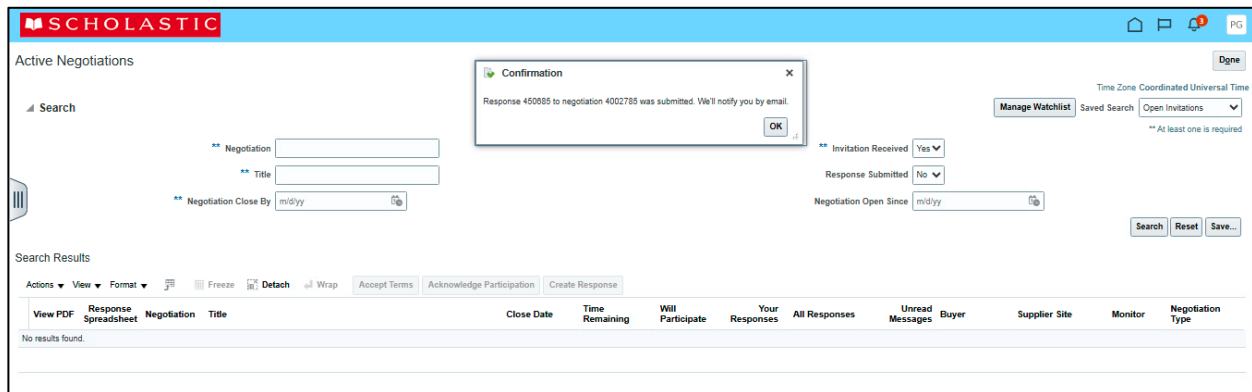 SCHOLASTIC
3
PG
Active Negotiations
Done
Confirmation
Response 450885 to negotiation 4002785 was submitted. We'll notify you by email.
OK
Time Zone Coordinated Universal Time
Search
Manage Watchlist Saved Search Open Invitations
** At least one is required
** Negotiation
** Invitation Received Yes
** Title
Response Submitted No
** Negotiation Close By m/d/yy
Negotiation Open Since m/d/yy
Search Reset Save...
Search Results
Actions View Format Freeze Detach Wrap Accept Terms Acknowledge Participation Create Response
View PDF Response Spreadsheet Negotiation Title Close Date Time Remaining Will Participate Your Responses All Responses Unread Messages Buyer Supplier Site Monitor Negotiation Type
No results found.